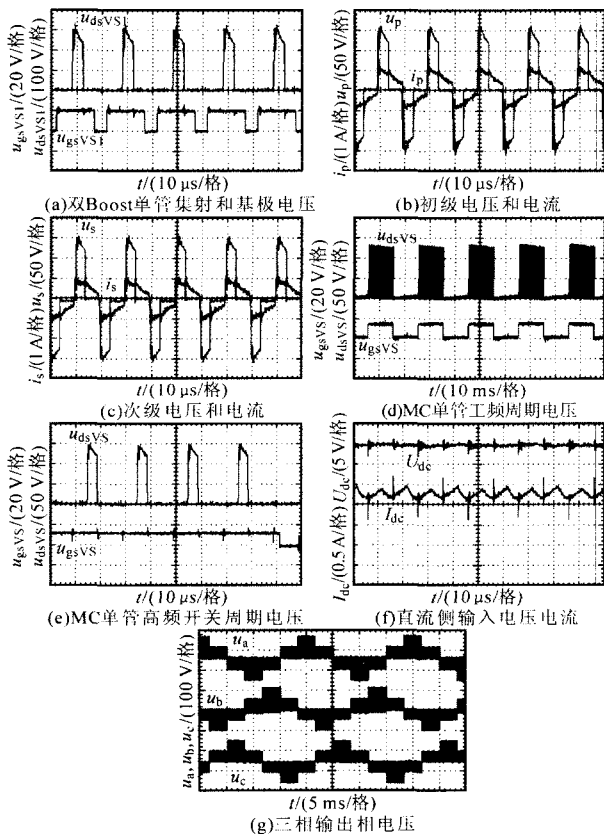 u_dsVS1
u_gsVS1
u_gsVS1/(20 V/格)
u_dsVS1/(100 V/格)
t/(10 μs/格)
(a)双Boost单管集射和基极电压
u_p
i_p
i_p/(1 A/格) u_p/(50 V/格)
t/(10 μs/格)
(b)初级电压和电流
u_s
i_s
i_s/(1 A/格) u_s/(50 V/格)
t/(10 μs/格)
(c)次级电压和电流
u_dsVS
u_gsVS
u_gsVS/(20 V/格)
u_dsVS/(50 V/格)
t/(10 ms/格)
(d)MC单管工频周期电压
u_dsVS
u_gsVS
u_gsVS/(20 V/格)
u_dsVS/(50 V/格)
t/(10 μs/格)
(e)MC单管高频开关周期电压
U_dc
I_dc
I_dc/(0.5 A/格) U_dc/(5 V/格)
t/(10 μs/格)
(f)直流侧输入电压电流
u_a
u_b
u_c
u_a, u_b, u_c/(100 V/格)
t/(5 ms/格)
(g)三相输出相电压